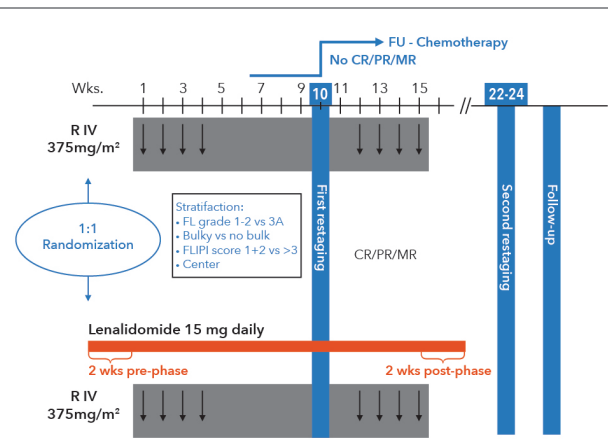 FU - Chemotherapy
No CR/PR/MR
Wks. 1 3 5 7 9 10 11 13 15 // 22-24
R IV
375mg/m²
1:1
Randomization
Stratifaction:
• FL grade 1-2 vs 3A
• Bulky vs no bulk
• FLIPI score 1+2 vs >3
• Center
First restaging
CR/PR/MR
Second restaging
Follow-up
Lenalidomide 15 mg daily
2 wks pre-phase
2 wks post-phase
R IV
375mg/m²